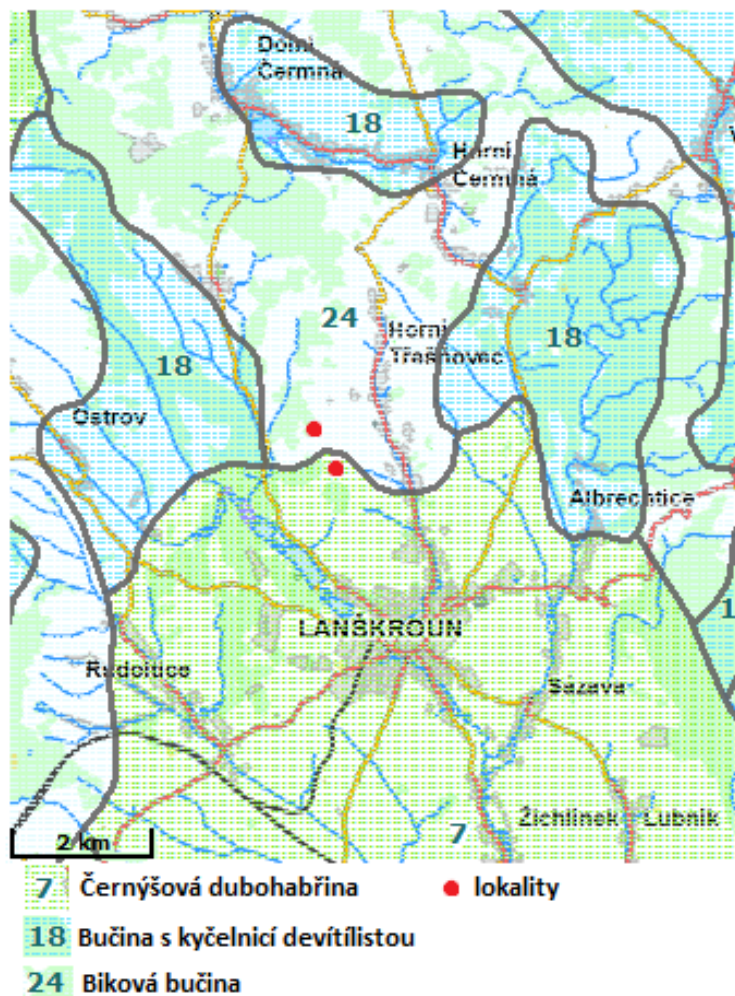 Dolní
Čermná
18
Horní
Čermná
24
18
Horní
Třešňovec
18
Ostrov
Albrechtice
1
LANŠKROUN
Rudoltice
Sázava
Žichlínek Lubník
7
2 km
7 Černýšová dubohabřina
lokality
18 Bučina s kyčelnicí devítilistou
24 Biková bučina